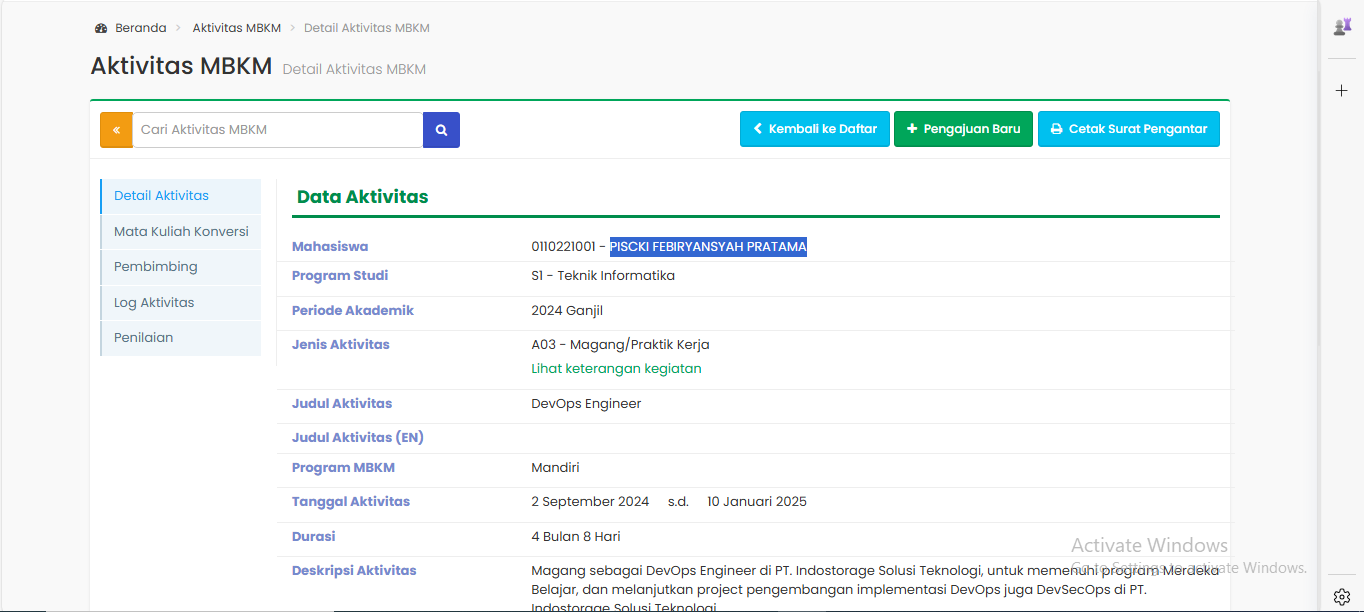 Beranda > Aktivitas MBKM > Detail Aktivitas MBKM
Aktivitas MBKM Detail Aktivitas MBKM
« Cari Aktivitas MBKM
Kembali ke Daftar
+ Pengajuan Baru
Cetak Surat Pengantar
Detail Aktivitas
Mata Kuliah Konversi
Pembimbing
Log Aktivitas
Penilaian
Data Aktivitas
Mahasiswa 0110221001 - PISCKI FEBIRYANSYAH PRATAMA
Program Studi S1 - Teknik Informatika
Periode Akademik 2024 Ganjil
Jenis Aktivitas A03 - Magang/Praktik Kerja
Lihat keterangan kegiatan
Judul Aktivitas DevOps Engineer
Judul Aktivitas (EN)
Program MBKM Mandiri
Tanggal Aktivitas 2 September 2024 s.d. 10 Januari 2025
Durasi 4 Bulan 8 Hari
Deskripsi Aktivitas Magang sebagai DevOps Engineer di PT. Indostorage Solusi Teknologi, untuk memenuhi program Merdeka
Belajar, dan melanjutkan project pengembangan implementasi DevOps juga DevSecOps di PT.
Indostorage Solusi Teknologi
Activate Windows
Go to Settings to activate Windows.